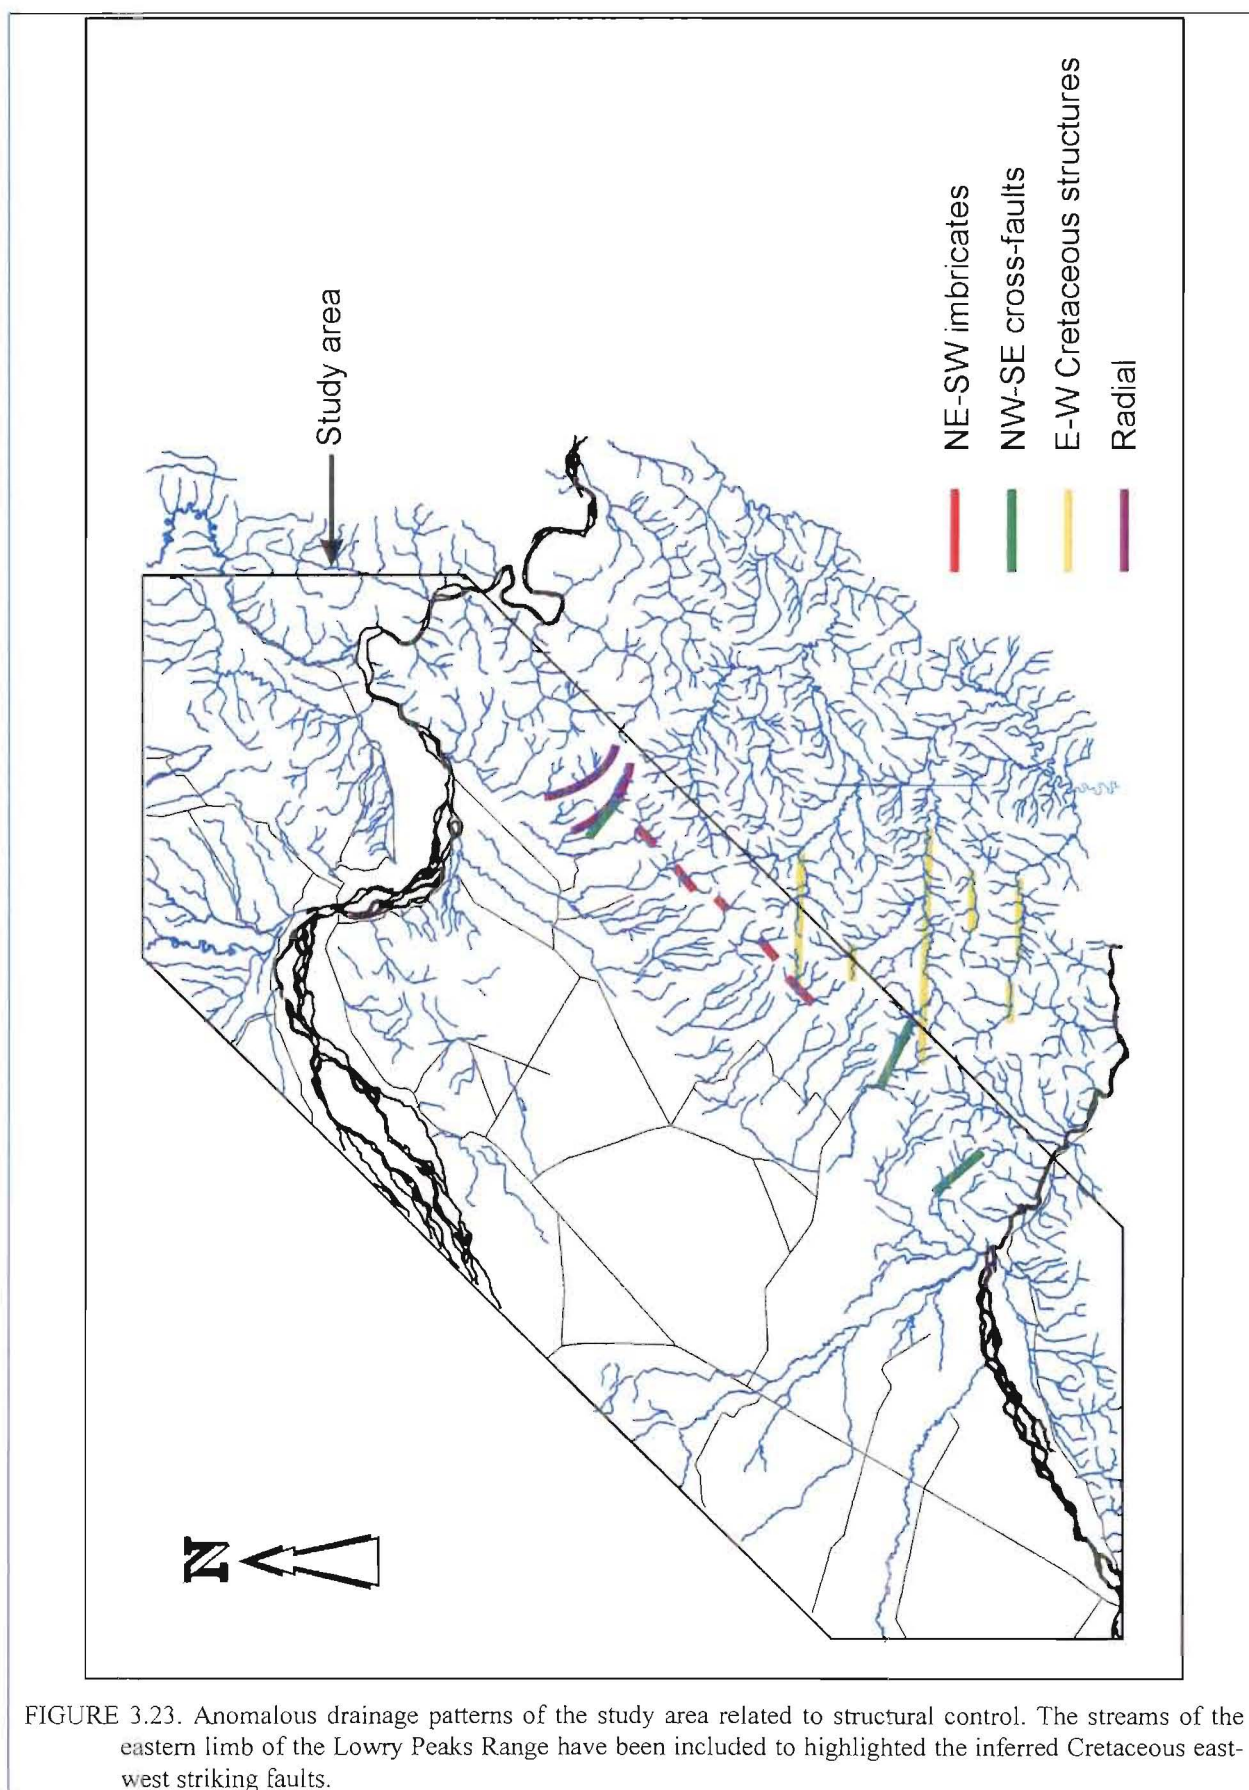 Study area
NE-SW imbricates
NW-SE cross-faults
E-W Cretaceous structures
Radial
N
FIGURE 3.23. Anomalous drainage patterns of the study area related to structural control. The streams of the
eastern limb of the Lowry Peaks Range have been included to highlighted the inferred Cretaceous east-
west striking faults.